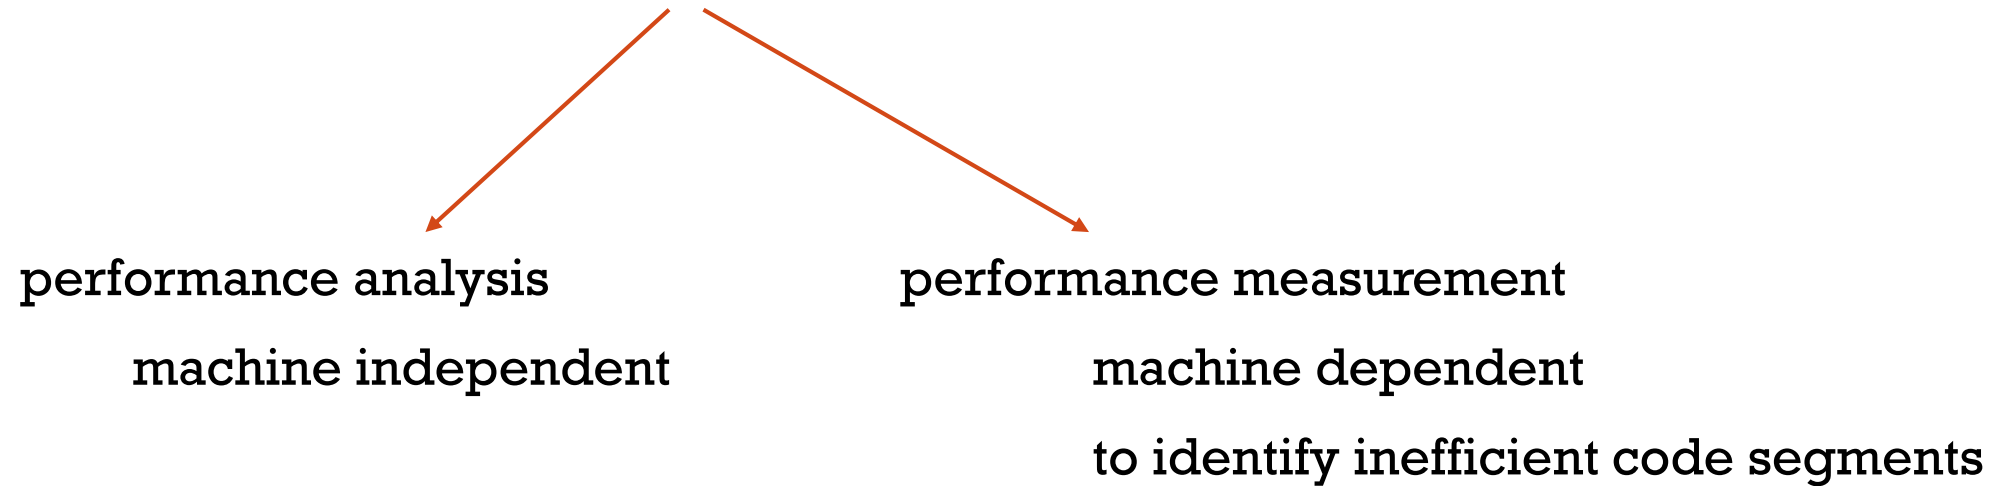 performance analysis
machine independent
performance measurement
machine dependent
to identify inefficient code segments